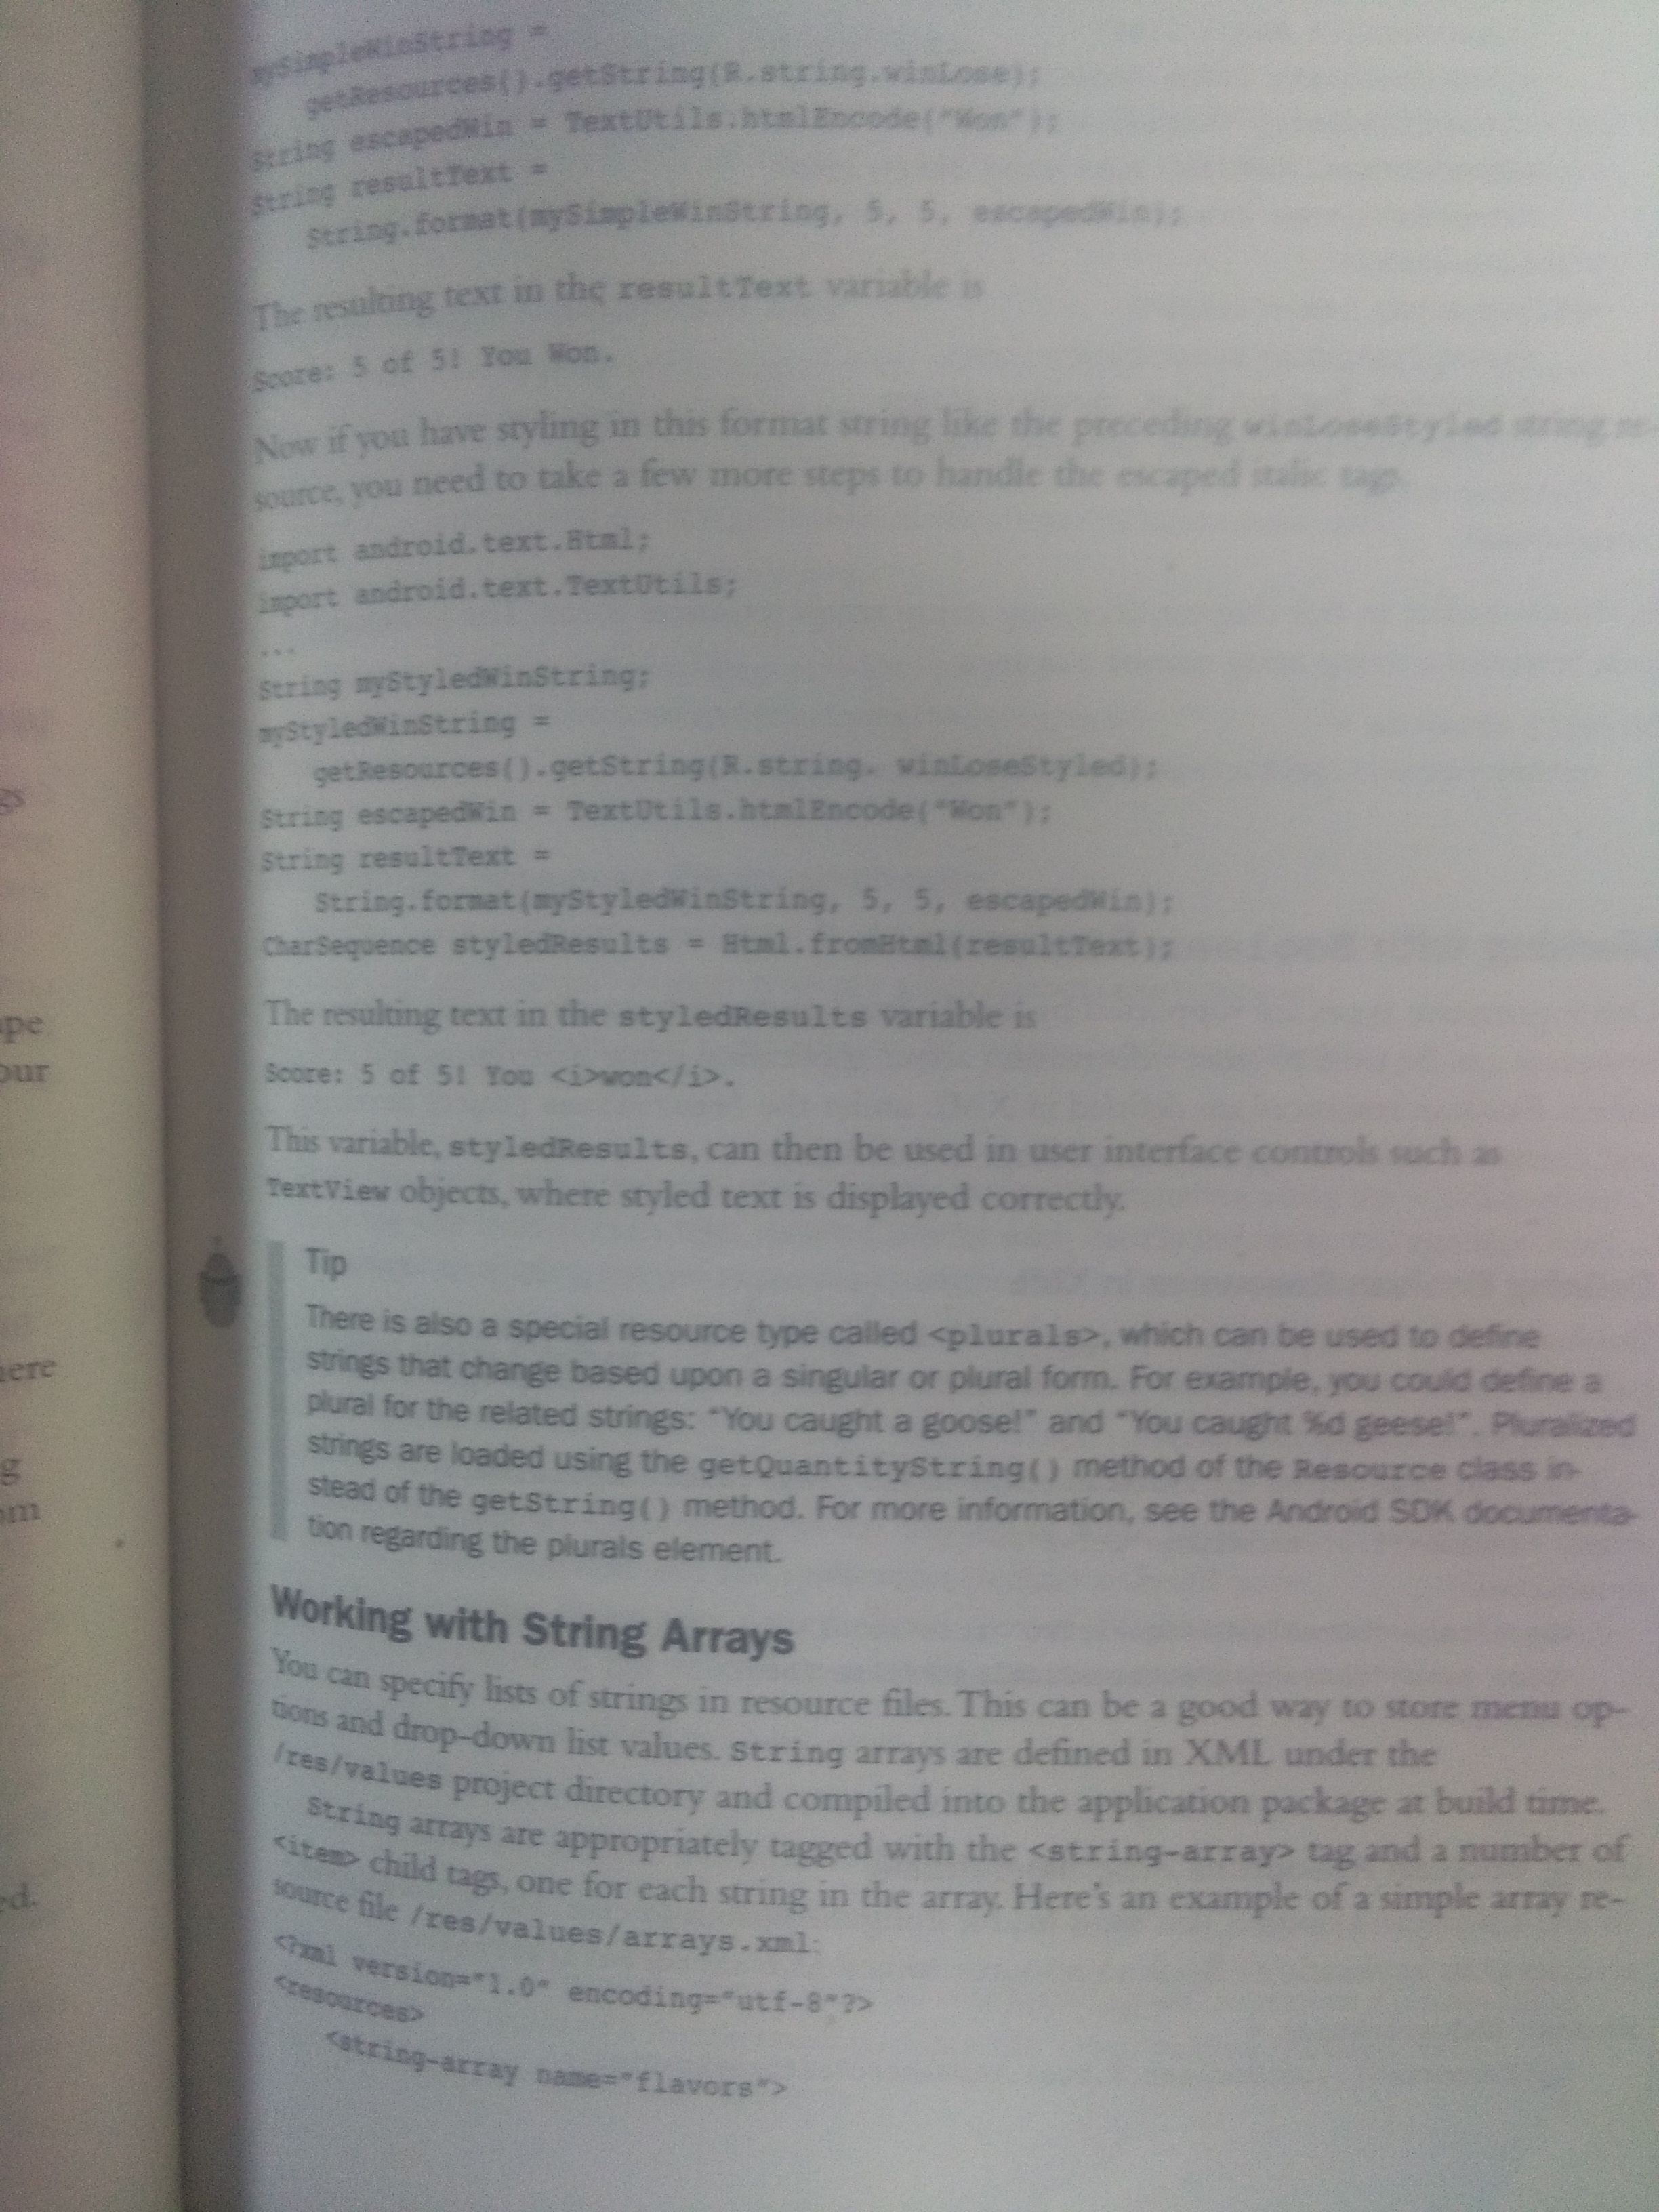 mySimpleWinString =
getResources().getString(R.string.winLose);
String escapedWin = TextUtils.htmlEncode("Won");
String resultText =
String.format(mySimpleWinString, 5, 5, escapedWin);
The resulting text in the resultText variable is
Score: 5 of 5! You Won.
Now if you have styling in this format string like the preceding winLoseStyled string re-
source, you need to take a few more steps to handle the escaped italic tags.
import android.text.Html;
import android.text.TextUtils;
...
String myStyledWinString;
myStyledWinString =
getResources().getString(R.string. winLoseStyled);
String escapedWin = TextUtils.htmlEncode("Won");
String resultText =
String.format(myStyledWinString, 5, 5, escapedWin);
CharSequence styledResults = Html.fromHtml(resultText);
The resulting text in the styledResults variable is
Score: 5 of 5! You <i>won</i>.
This variable, styledResults, can then be used in user interface controls such as
TextView objects, where styled text is displayed correctly.
Tip
There is also a special resource type called <plurals>, which can be used to define
strings that change based upon a singular or plural form. For example, you could define a
plural for the related strings: "You caught a goose!" and "You caught %d geese!". Pluralized
strings are loaded using the getQuantityString() method of the Resource class in-
stead of the getString() method. For more information, see the Android SDK documenta-
tion regarding the plurals element.
Working with String Arrays
You can specify lists of strings in resource files. This can be a good way to store menu op-
tions and drop-down list values. String arrays are defined in XML under the
/res/values project directory and compiled into the application package at build time.
String arrays are appropriately tagged with the <string-array> tag and a number of
<item> child tags, one for each string in the array. Here's an example of a simple array re-
source file /res/values/arrays.xml:
<?xml version="1.0" encoding="utf-8"?>
<resources>
<string-array name="flavors">